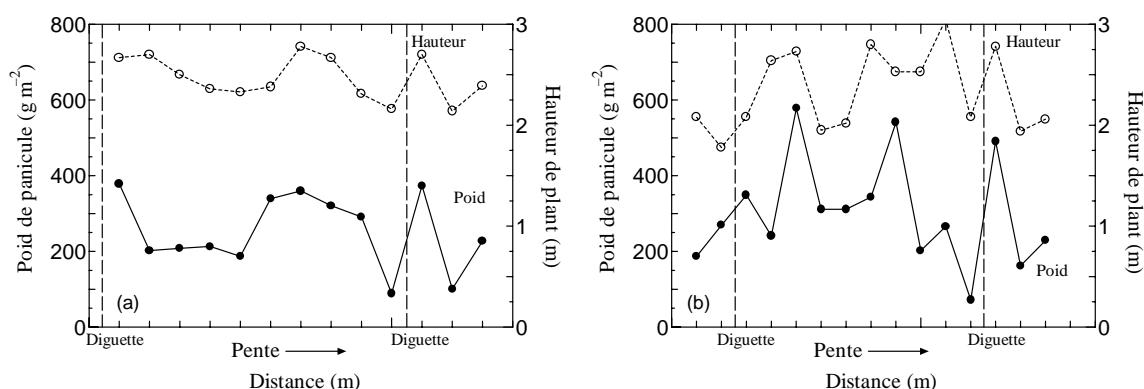 Poid de panicule (g m⁻²)
800
600
400
200
0
Hauteur
Poid
(a)
3
2
1
0
Hauteur de plant (m)
Diguette
Diguette
Pente
Distance (m)
Poid de panicule (g m⁻²)
800
600
400
200
0
Hauteur
Poid
(b)
3
2
1
0
Hauteur de plant (m)
Diguette
Diguette
Pente
Distance (m)